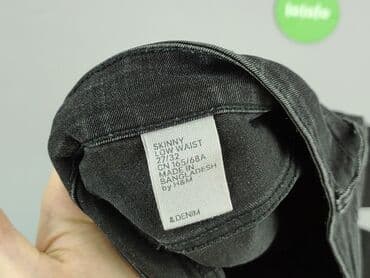 SKINNY
LOW WAIST
27/32
CN 165/68A
MADE IN
BANGLADESH
by H&M
&DENIM